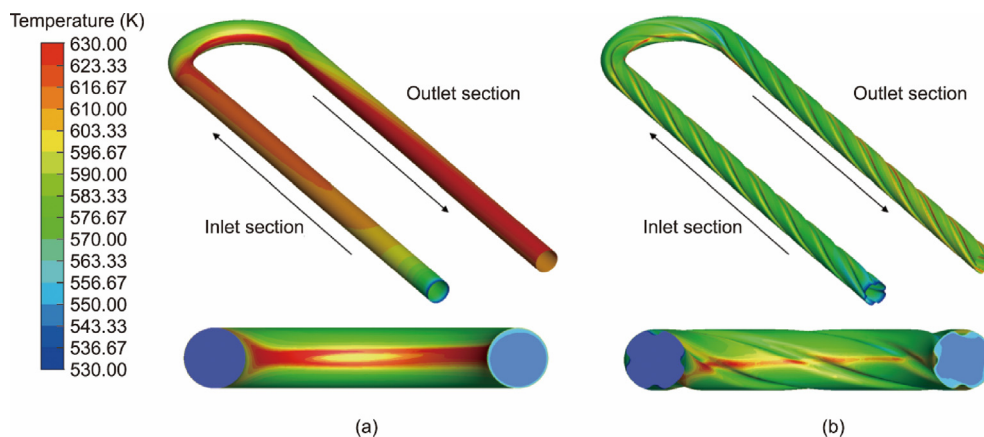 Temperature (K)
630.00
623.33
616.67
610.00
603.33
596.67
590.00
583.33
576.67
570.00
563.33
556.67
550.00
543.33
536.67
530.00
Outlet section
Inlet section
(a)
Outlet section
Inlet section
(b)